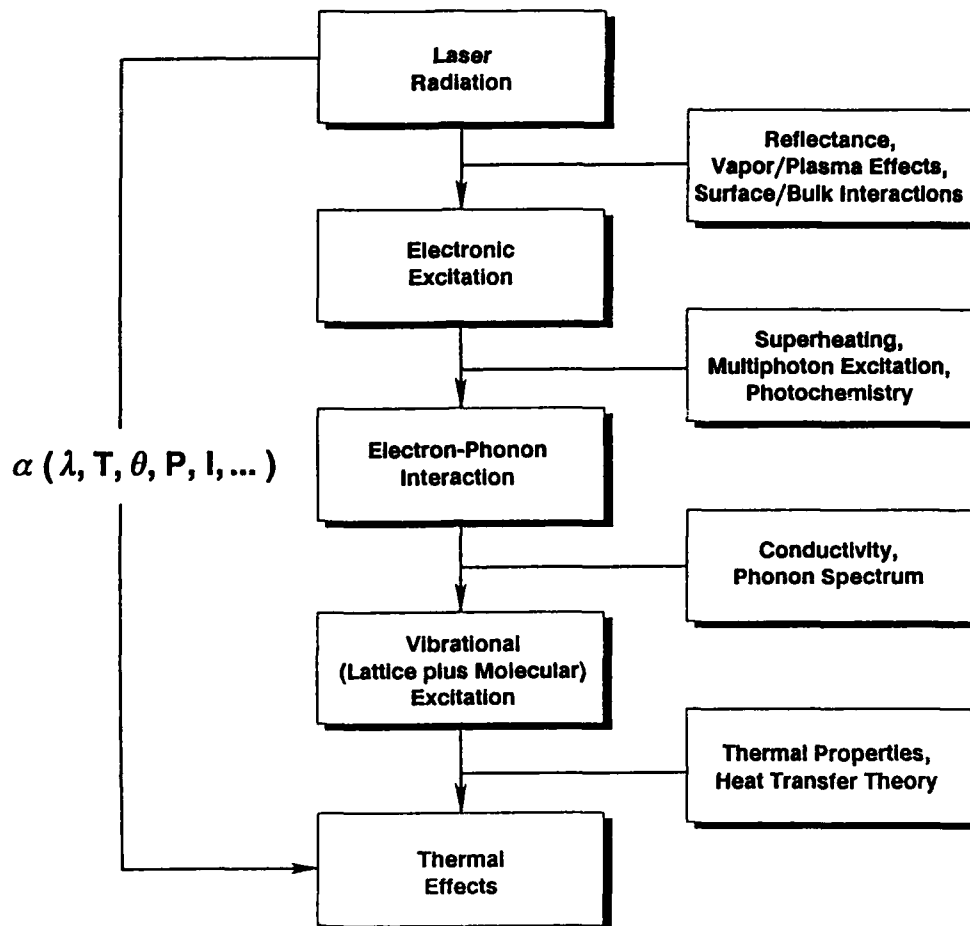 Laser
Radiation
Reflectance,
Vapor/Plasma Effects,
Surface/Bulk Interactions
Electronic
Excitation
Superheating,
Multiphoton Excitation,
Photochemistry
α ( λ, T, θ, P, I, ... )
Electron-Phonon
Interaction
Conductivity,
Phonon Spectrum
Vibrational
(Lattice plus Molecular)
Excitation
Thermal Properties,
Heat Transfer Theory
Thermal
Effects